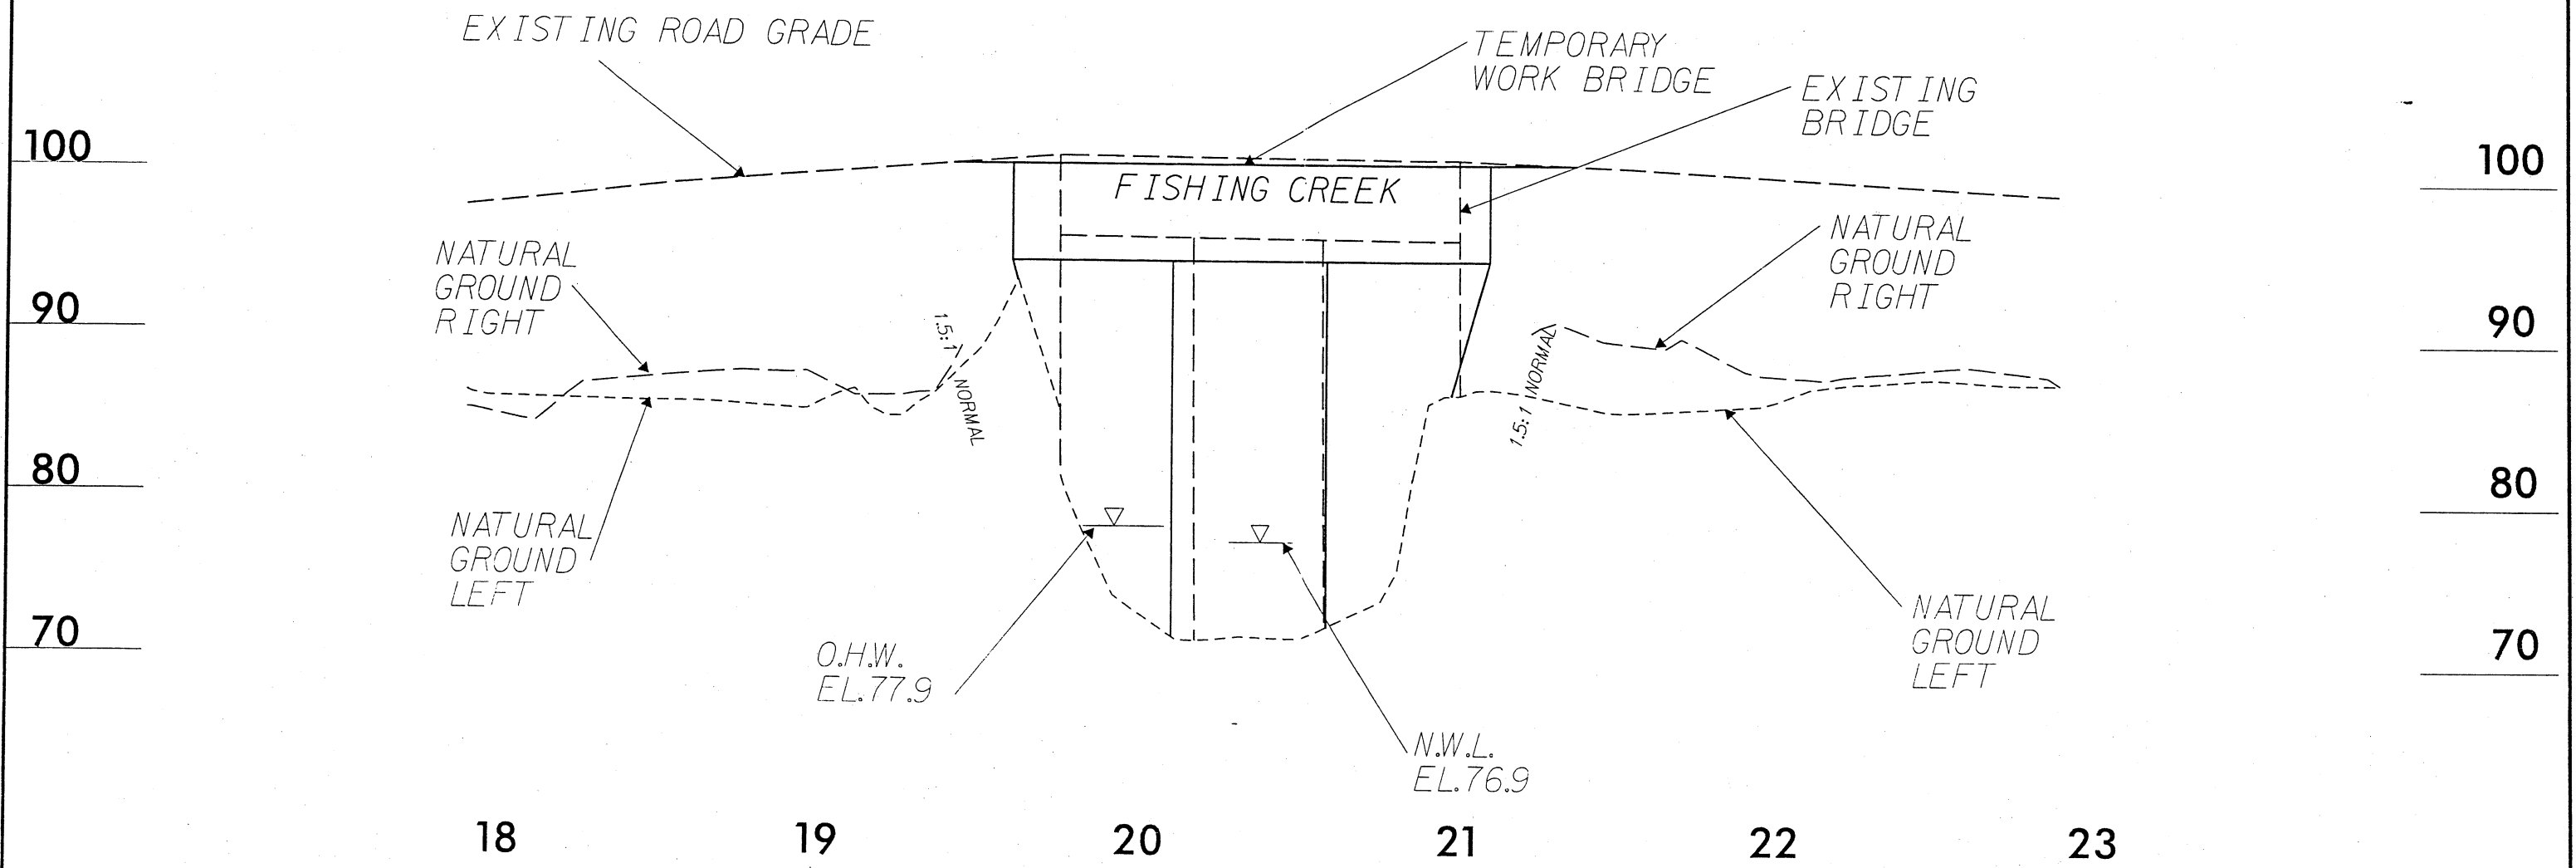 EXISTING ROAD GRADE
TEMPORARY
WORK BRIDGE
EXISTING
BRIDGE
100
100
FISHING CREEK
NATURAL
GROUND
RIGHT
NATURAL
GROUND
RIGHT
90
90
1.5:1
NORMAL
1.5:1 NORMAL
80
80
NATURAL
GROUND
LEFT
NATURAL
GROUND
LEFT
70
70
O.H.W.
EL.77.9
N.W.L.
EL.76.9
18 19 20 21 22 23